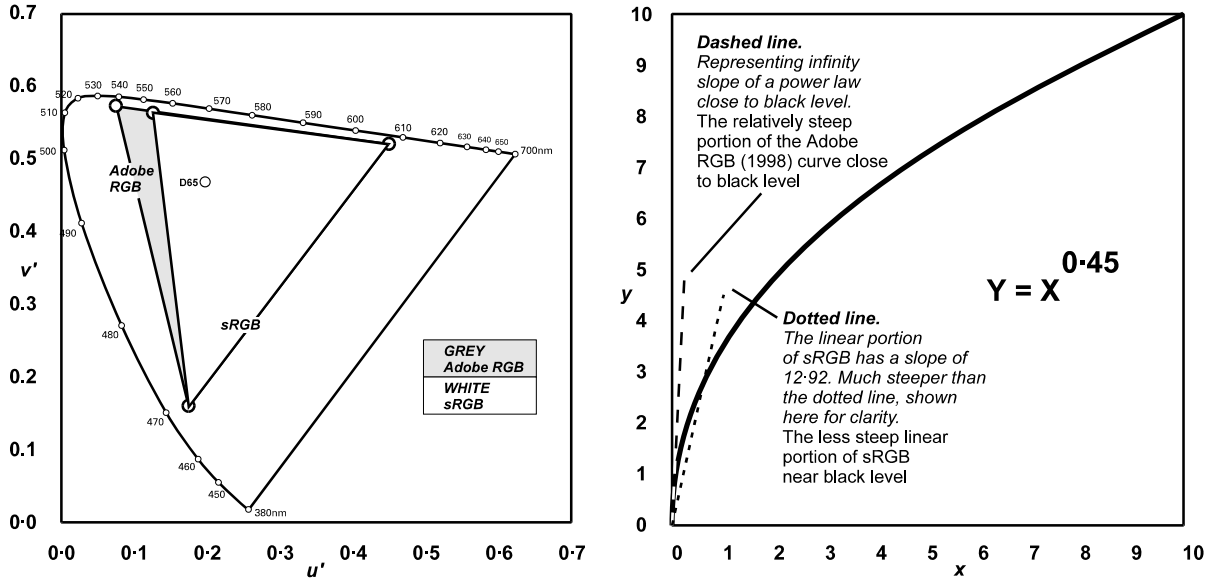 0·7
0·6
0·5
0·4
v'
0·3
0·2
0·1
0·0
0·0 0·1 0·2 0·3 0·4 0·5 0·6 0·7
u'
520 530 540 550 560 570 580 590 600 610 620 630 640 650
510
500
700nm
490
480
470
460
450
380nm
Adobe
RGB
D65
sRGB
GREY
Adobe RGB
WHITE
sRGB
10
9
8
7
6
5
y
4
3
2
1
0
0 1 2 3 4 5 6 7 8 9 10
x
Dashed line.
Representing infinity
slope of a power law
close to black level.
The relatively steep
portion of the Adobe
RGB (1998) curve close
to black level
Y = X 0·45
Dotted line.
The linear portion
of sRGB has a slope of
12·92. Much steeper than
the dotted line, shown
here for clarity.
The less steep linear
portion of sRGB
near black level